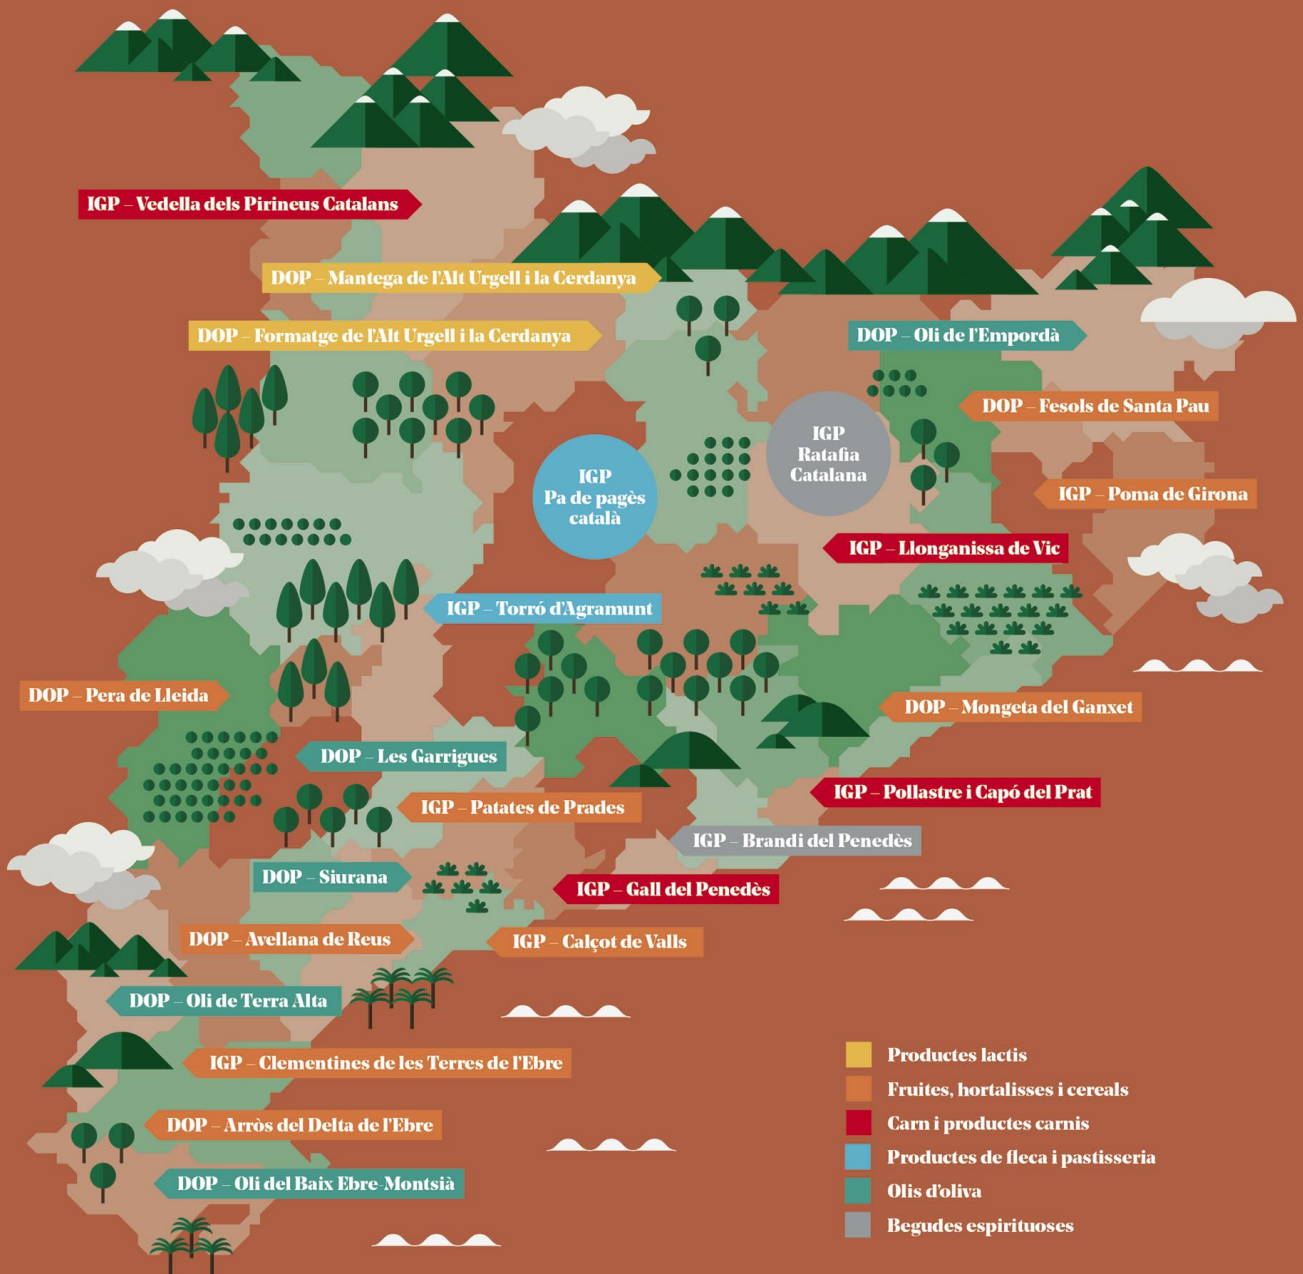 IGP – Vedella dels Pirineus Catalans
DOP – Mantega de l'Alt Urgell i la Cerdanya
DOP – Formatge de l'Alt Urgell i la Cerdanya
DOP – Oli de l'Empordà
DOP – Fesols de Santa Pau
IGP
Ratafia
Catalana
IGP
Pa de pagès
català
IGP – Poma de Girona
IGP – Llonganissa de Vic
IGP – Torró d'Agramunt
DOP – Pera de Lleida
DOP – Mongeta del Ganxet
DOP – Les Garrigues
IGP – Pollastre i Capó del Prat
IGP – Patates de Prades
IGP – Brandi del Penedès
DOP – Siurana
IGP – Gall del Penedès
DOP – Avellana de Reus
IGP – Calçot de Valls
DOP – Oli de Terra Alta
IGP – Clementines de les Terres de l'Ebre
DOP – Arròs del Delta de l'Ebre
DOP – Oli del Baix Ebre-Montsià
Productes lactis
Fruites, hortalisses i cereals
Carn i productes carnis
Productes de fleca i pastisseria
Olis d'oliva
Begudes espirituoses